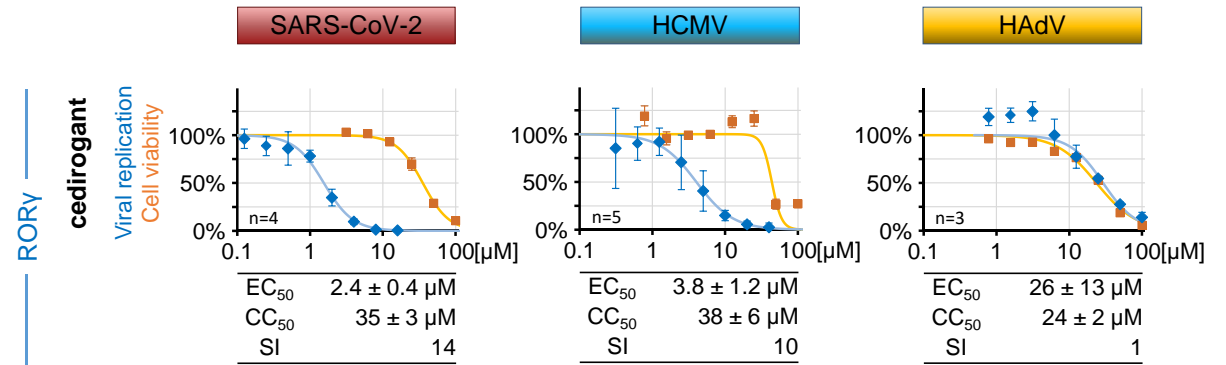 SARS-CoV-2
HCMV
HAdV
RORγ
cedirogant
Viral replication
Cell viability
100%
50%
0%
n=4
0.1 1 10 100[µM]
EC50 2.4 ± 0.4 µM
CC50 35 ± 3 µM
SI 14
100%
50%
0%
n=5
0.1 1 10 100[µM]
EC50 3.8 ± 1.2 µM
CC50 38 ± 6 µM
SI 10
100%
50%
0%
n=3
0.1 1 10 100[µM]
EC50 26 ± 13 µM
CC50 24 ± 2 µM
SI 1